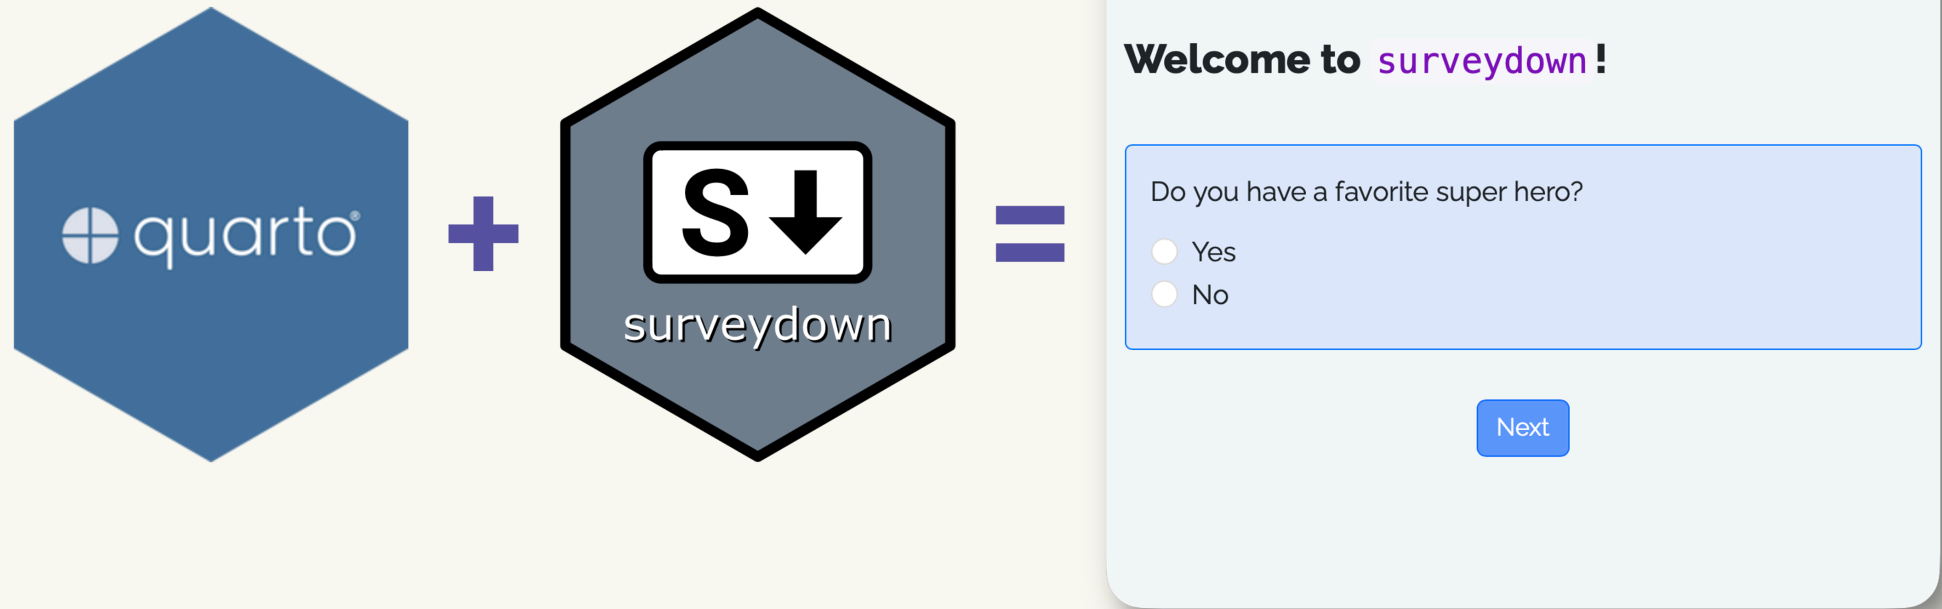 quarto®
+
S
surveydown
=
Welcome to surveydown!
Do you have a favorite super hero?
Yes
No
Next